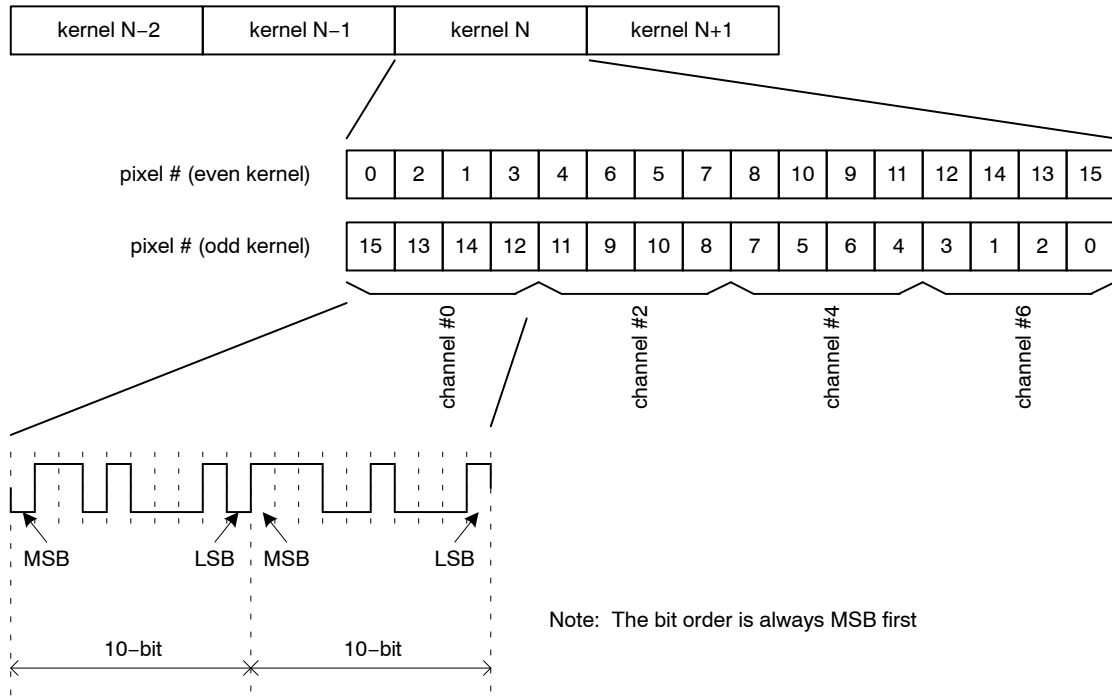 kernel N−2 kernel N−1 kernel N kernel N+1
pixel # (even kernel) 0 2 1 3 4 6 5 7 8 10 9 11 12 14 13 15
pixel # (odd kernel) 15 13 14 12 11 9 10 8 7 5 6 4 3 1 2 0
channel #0 channel #2 channel #4 channel #6
MSB LSB MSB LSB
Note: The bit order is always MSB first
10−bit 10−bit